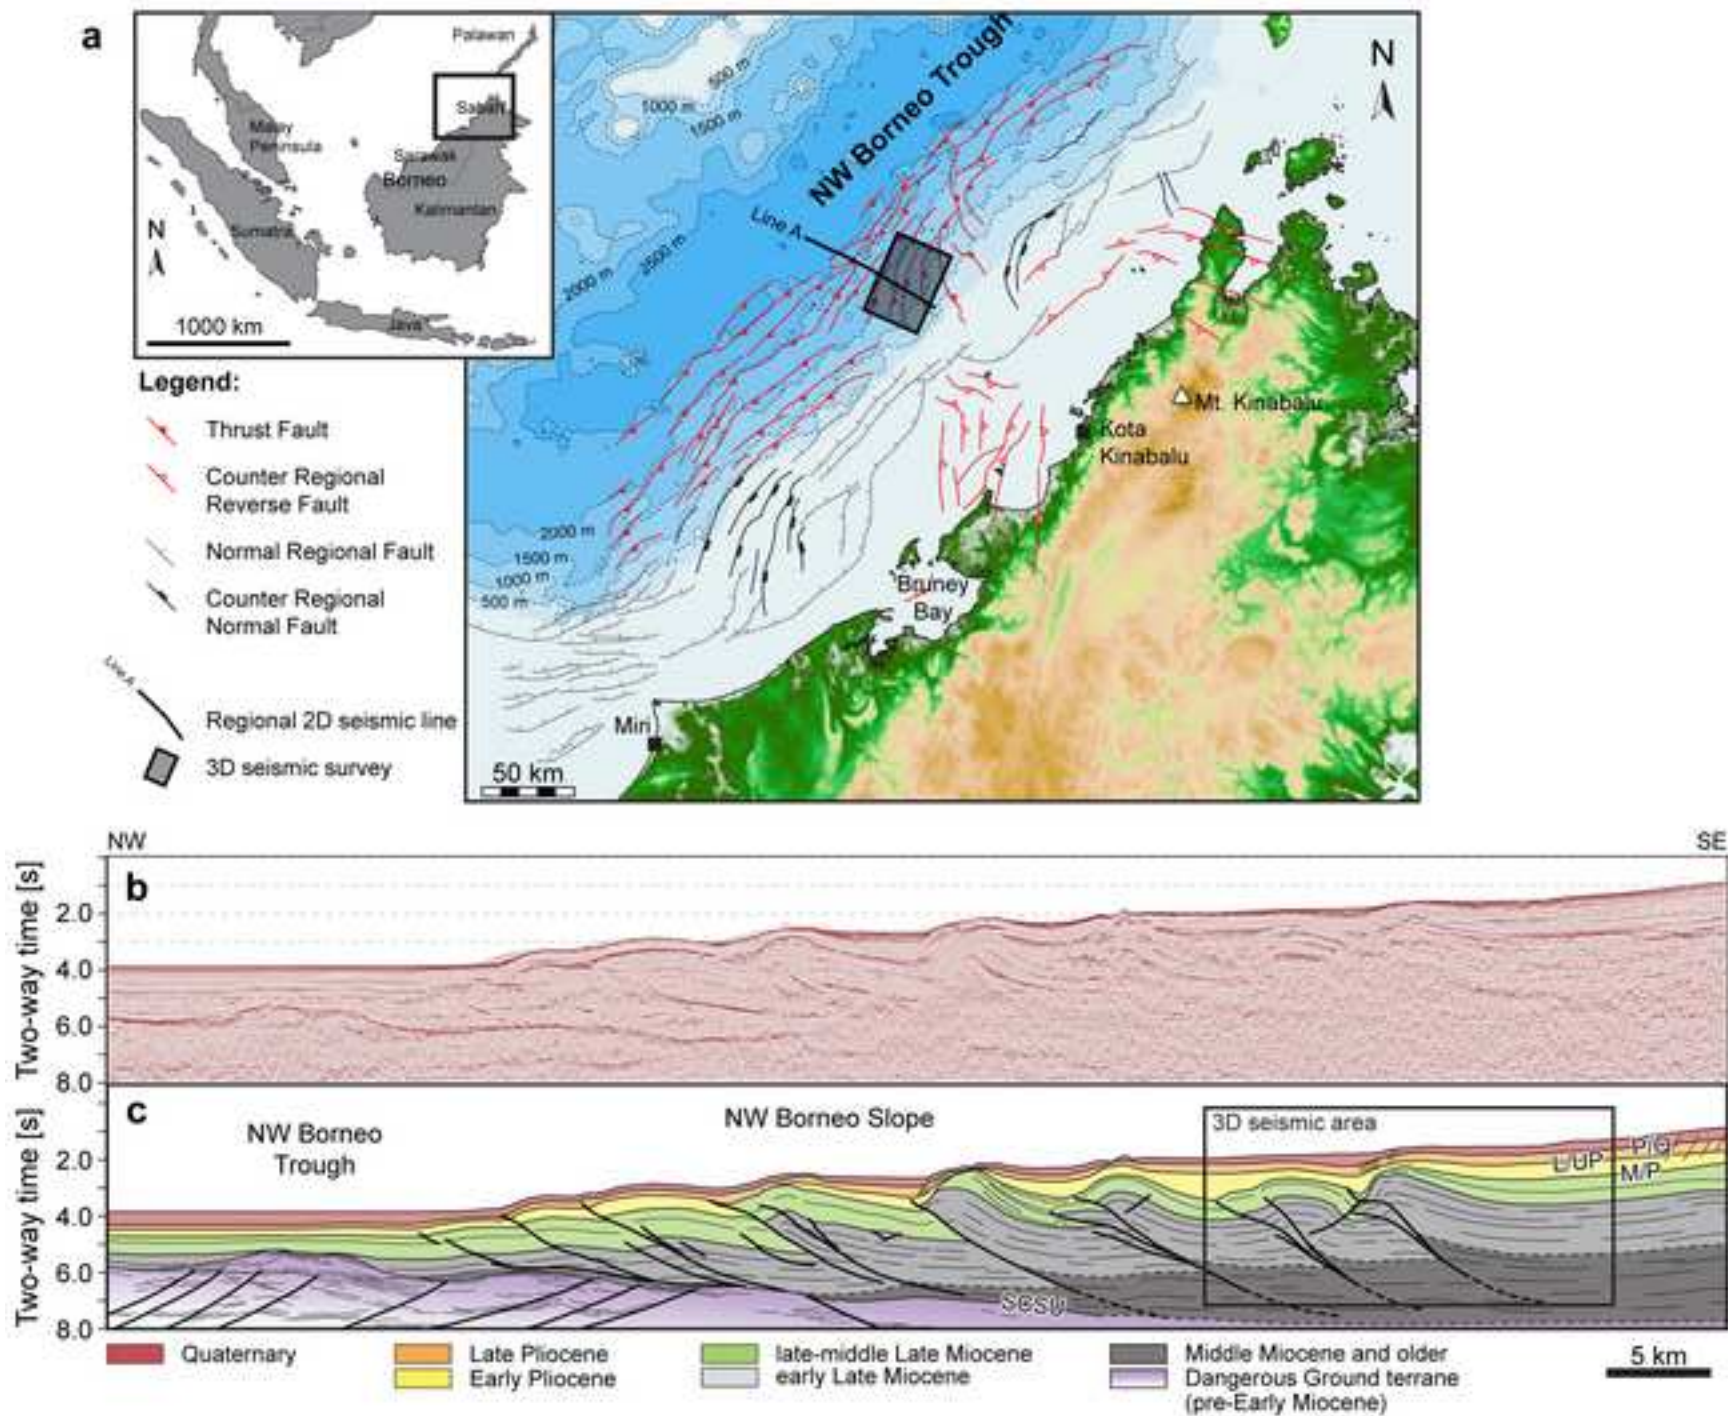 a
Palawan
Sabah
Malay
Peninsula
Sarawak
Borneo
Kalimantan
Sumatra
N
Java
1000 km
NW Borneo Trough
N
500 m
1000 m
1500 m
Line A
2500 m
2000 m
Mt. Kinabalu
Kota
Kinabalu
2000 m
1500 m
1000 m
500 m
Bruney
Bay
Miri
50 km
Legend:
Thrust Fault
Counter Regional
Reverse Fault
Normal Regional Fault
Counter Regional
Normal Fault
Line A
Regional 2D seismic line
3D seismic survey
NW
SE
b
Two-way time [s]
2.0
4.0
6.0
8.0
c
Two-way time [s]
2.0
4.0
6.0
8.0
NW Borneo
Trough
NW Borneo Slope
3D seismic area
L/UP
P/Q
M/P
SCSU
Quaternary
Late Pliocene
Early Pliocene
late-middle Late Miocene
early Late Miocene
Middle Miocene and older
Dangerous Ground terrane
(pre-Early Miocene)
5 km